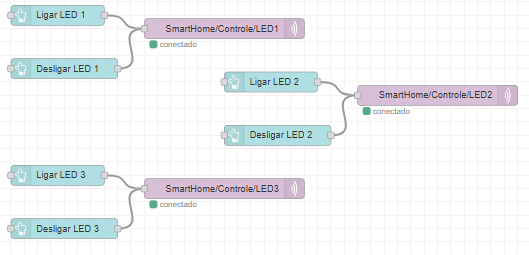 Ligar LED 1
SmartHome/Controle/LED1
conectado
Desligar LED 1
Ligar LED 2
SmartHome/Controle/LED2
conectado
Desligar LED 2
Ligar LED 3
SmartHome/Controle/LED3
conectado
Desligar LED 3